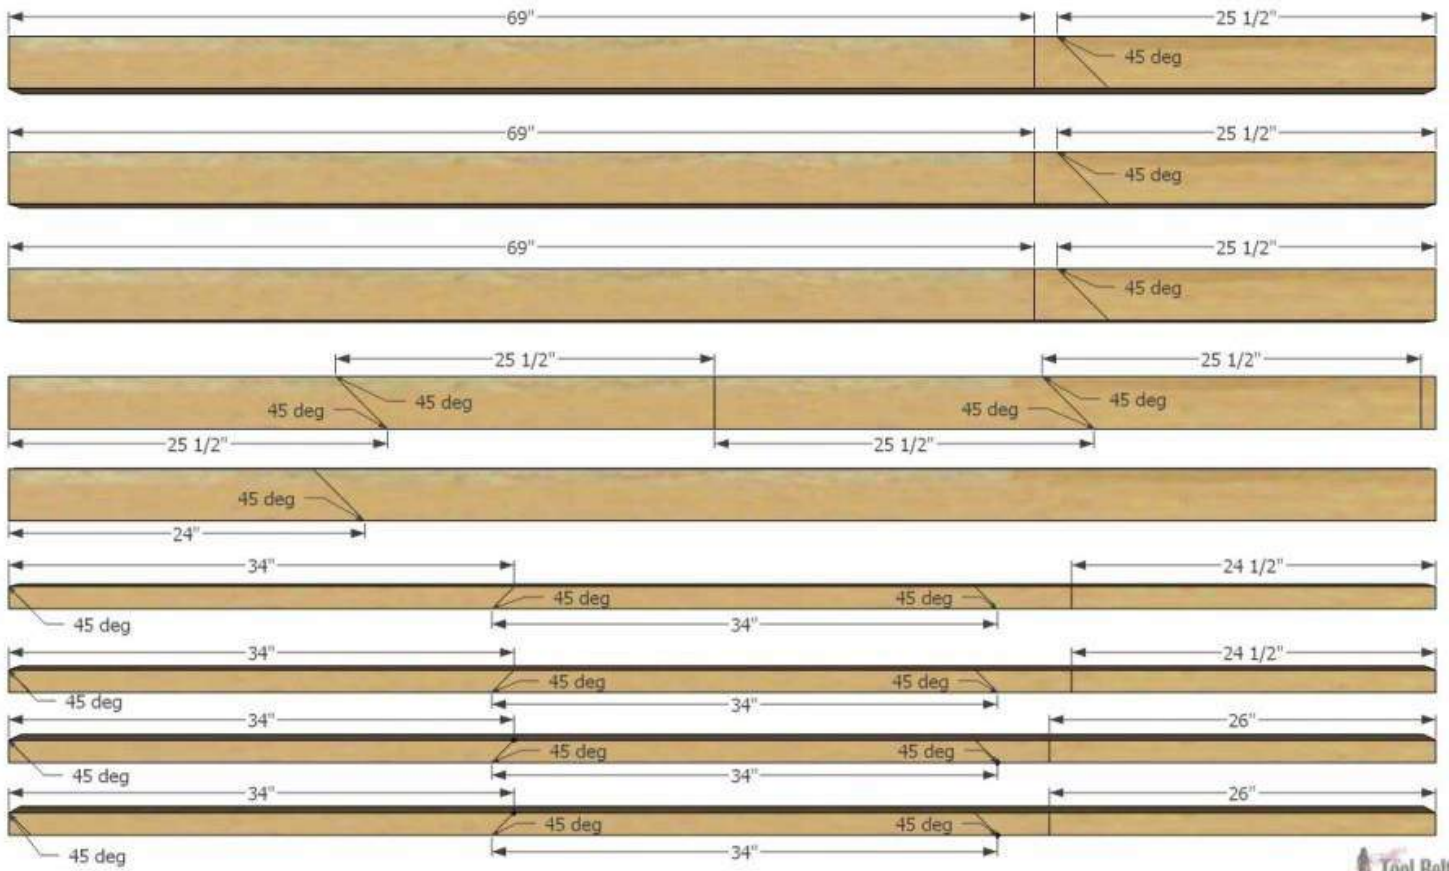 69" 25 1/2"
45 deg
69" 25 1/2"
45 deg
69" 25 1/2"
45 deg
25 1/2" 25 1/2"
45 deg 45 deg 45 deg 45 deg
25 1/2" 25 1/2"
45 deg
24"
34" 24 1/2"
45 deg 45 deg
45 deg
34"
34" 24 1/2"
45 deg 45 deg
45 deg
34"
34" 26"
45 deg 45 deg
45 deg
34"
34" 26"
45 deg 45 deg
45 deg
34"
Tool Belt